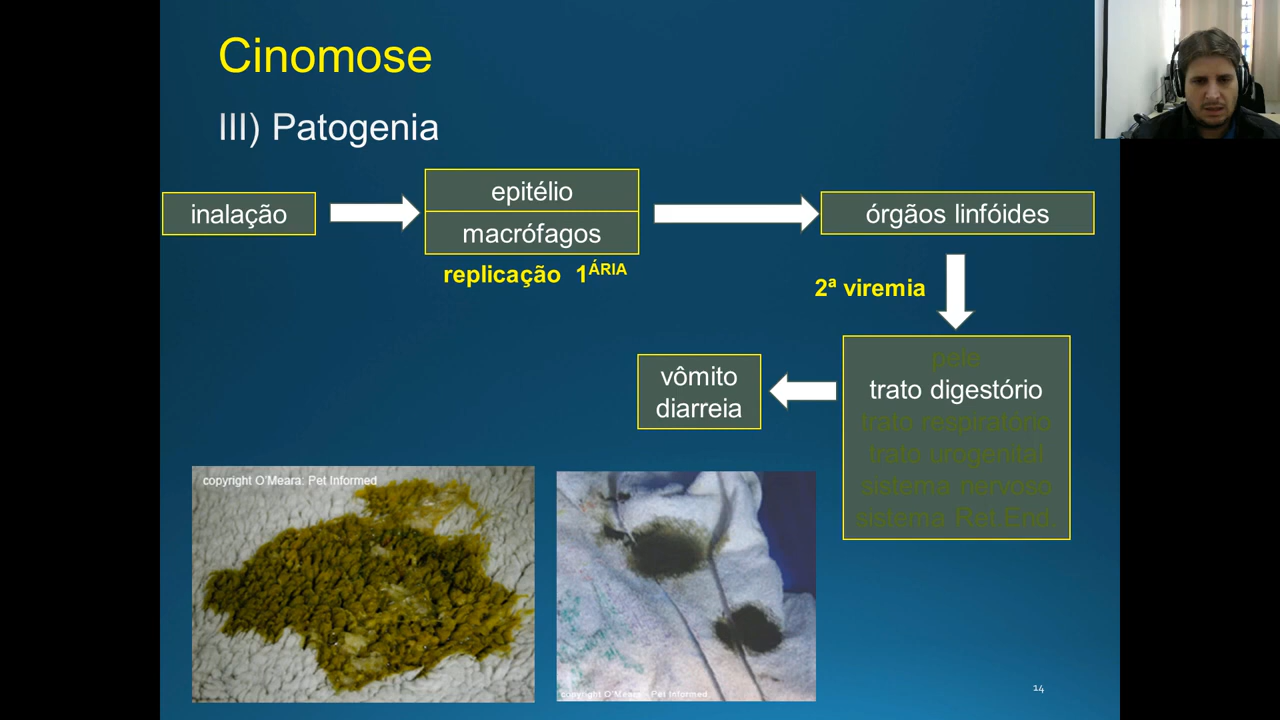 Cinomose
III) Patogenia
inalação
epitélio
macrófagos
replicação 1ÁRIA
órgãos linfóides
2ª viremia
pele
trato digestório
trato respiratório
trato urogenital
sistema nervoso
sistema Ret End.
vômito
diarreia
copyright O'Meara: Pet Informed
copyright O'Meara: Pet Informed
14